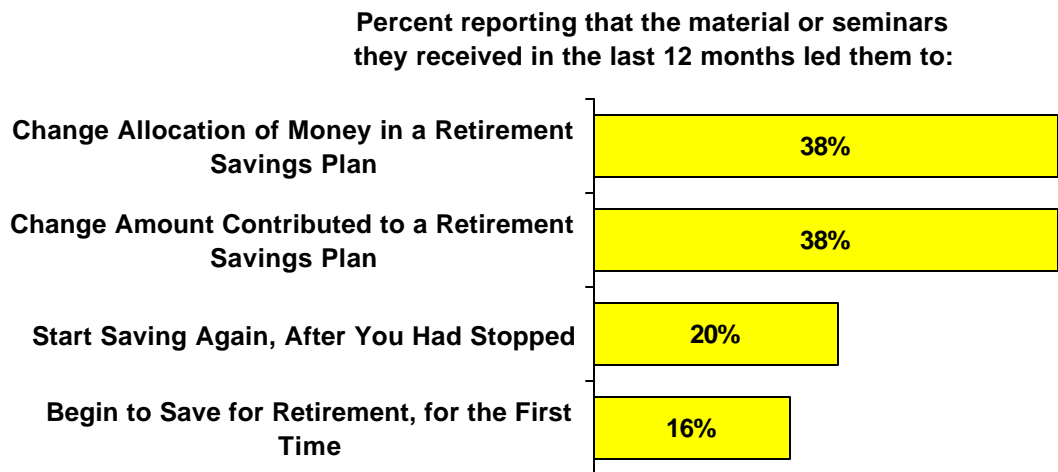 Percent reporting that the material or seminars
they received in the last 12 months led them to:
Change Allocation of Money in a Retirement
Savings Plan
38%
Change Amount Contributed to a Retirement
Savings Plan
38%
Start Saving Again, After You Had Stopped
20%
Begin to Save for Retirement, for the First
Time
16%